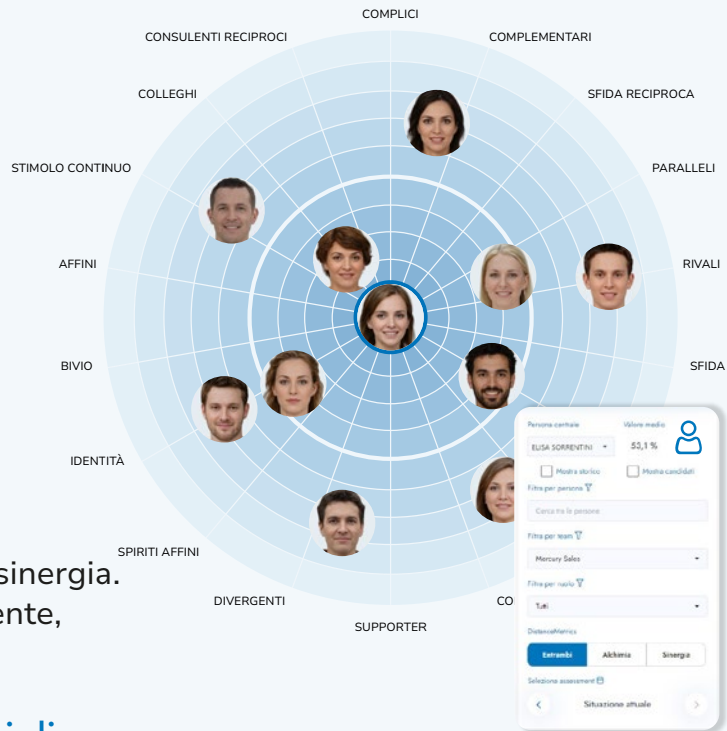 COMPLICI
CONSULENTI RECIPROCI
COMPLEMENTARI
COLLEGHI
SFIDA RECIPROCA
STIMOLO CONTINUO
PARALLELI
AFFINI
RIVALI
BIVIO
SFIDA
IDENTITÀ
SPIRITI AFFINI
DIVERGENTI
SUPPORTER
CO
sinergia.
ente,
Persona centrale
Valore medio
ELISA SORRENTINI
53,1 %
Mostra storico
Mostra candidati
Filtra per persone
Cerca tra le persone
Filtra per team
Mercury Sales
Filtra per ruolo
Tutti
DistanceMetrics
Entrambi
Alchimia
Sinergia
Selezione assessment
Situazione attuale